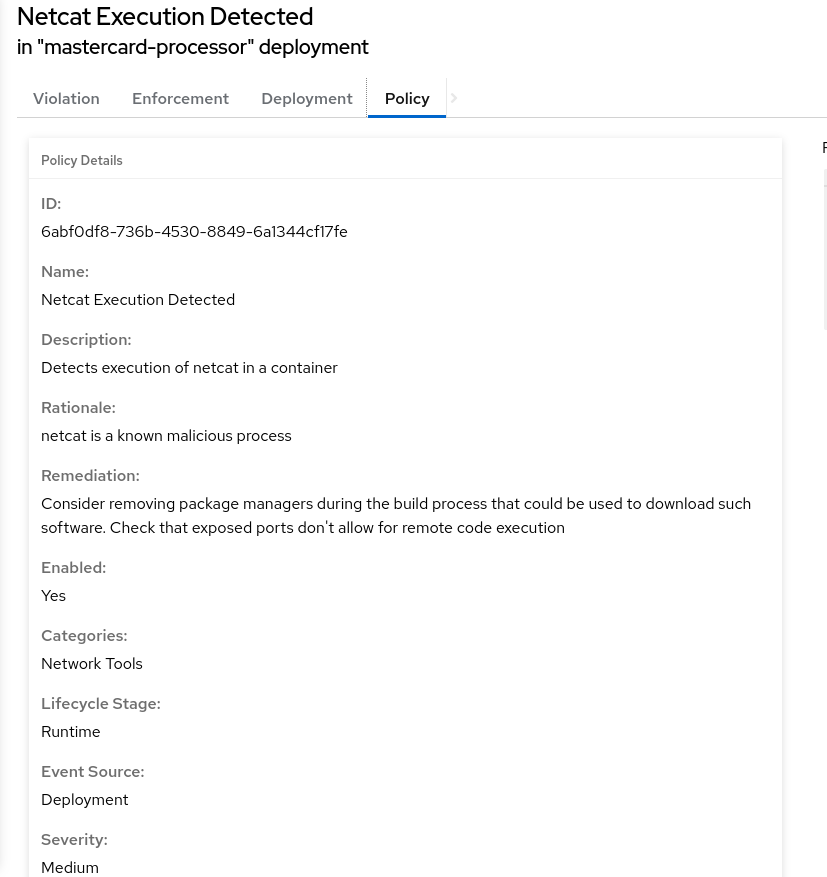 Netcat Execution Detected
in "mastercard-processor" deployment
Violation Enforcement Deployment Policy
Policy Details
ID:
6abf0df8-736b-4530-8849-6a1344cf17fe
Name:
Netcat Execution Detected
Description:
Detects execution of netcat in a container
Rationale:
netcat is a known malicious process
Remediation:
Consider removing package managers during the build process that could be used to download such
software. Check that exposed ports don't allow for remote code execution
Enabled:
Yes
Categories:
Network Tools
Lifecycle Stage:
Runtime
Event Source:
Deployment
Severity:
Medium